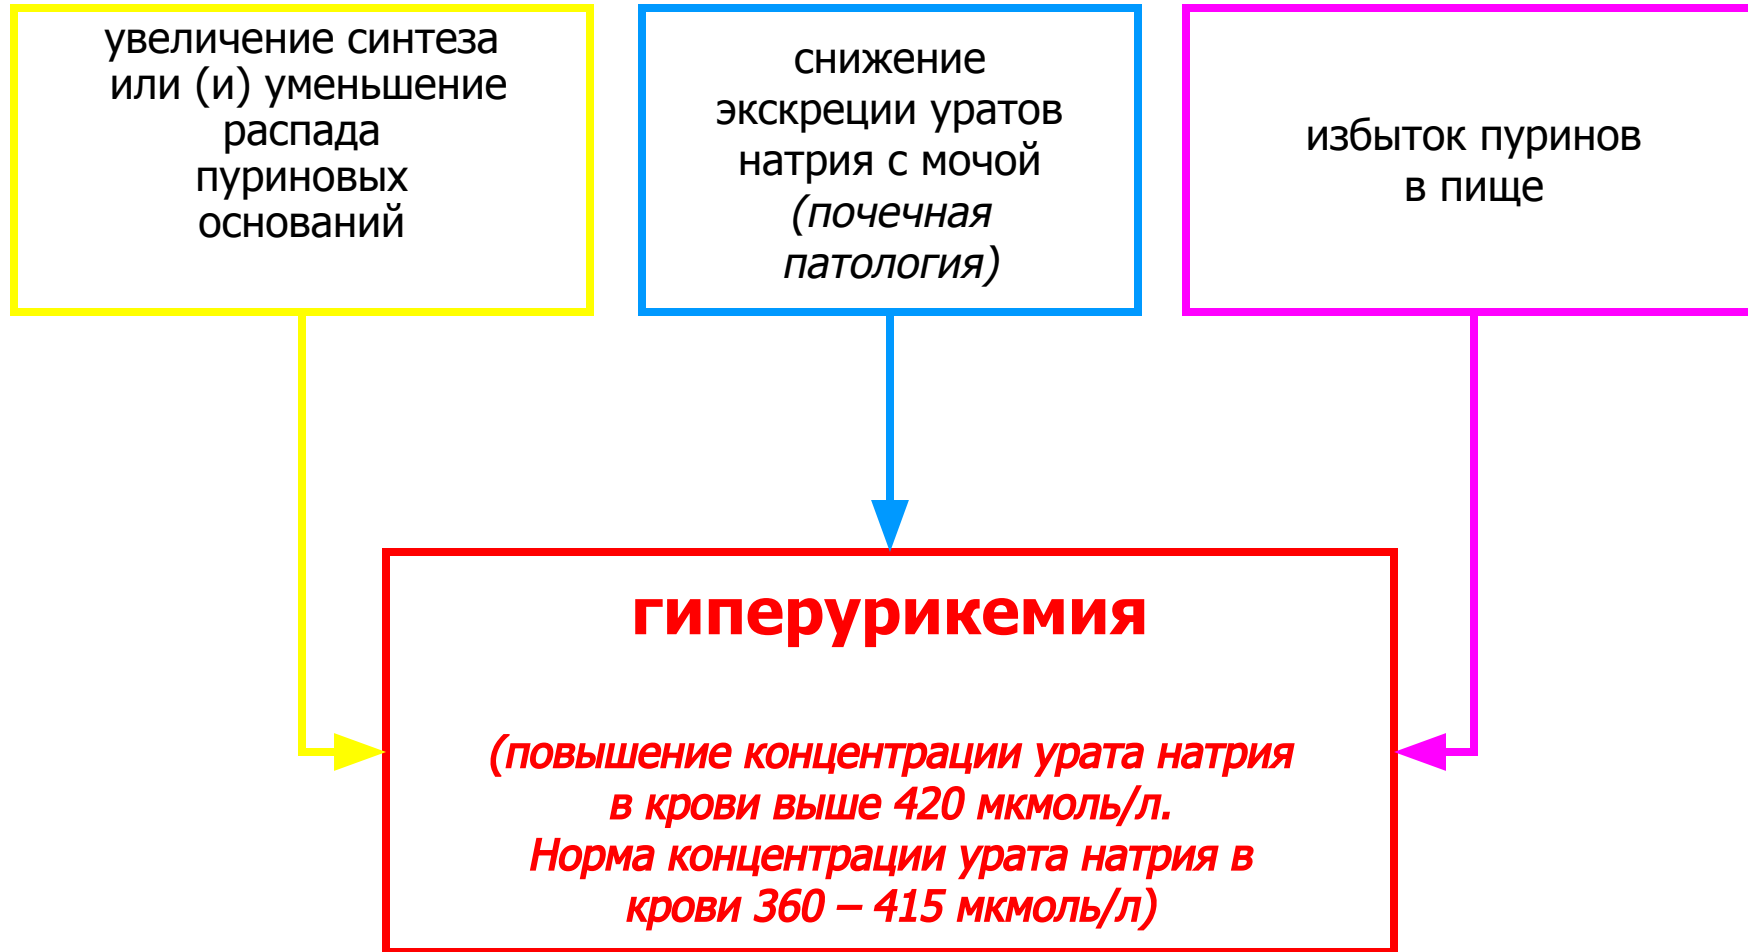 увеличение синтеза
или (и) уменьшение
распада
пуриновых
оснований
снижение
экскреции уратов
натрия с мочой
(почечная
патология)
избыток пуринов
в пище
гиперурикемия
(повышение концентрации урата натрия
в крови выше 420 мкмоль/л.
Норма концентрации урата натрия в
крови 360 – 415 мкмоль/л)